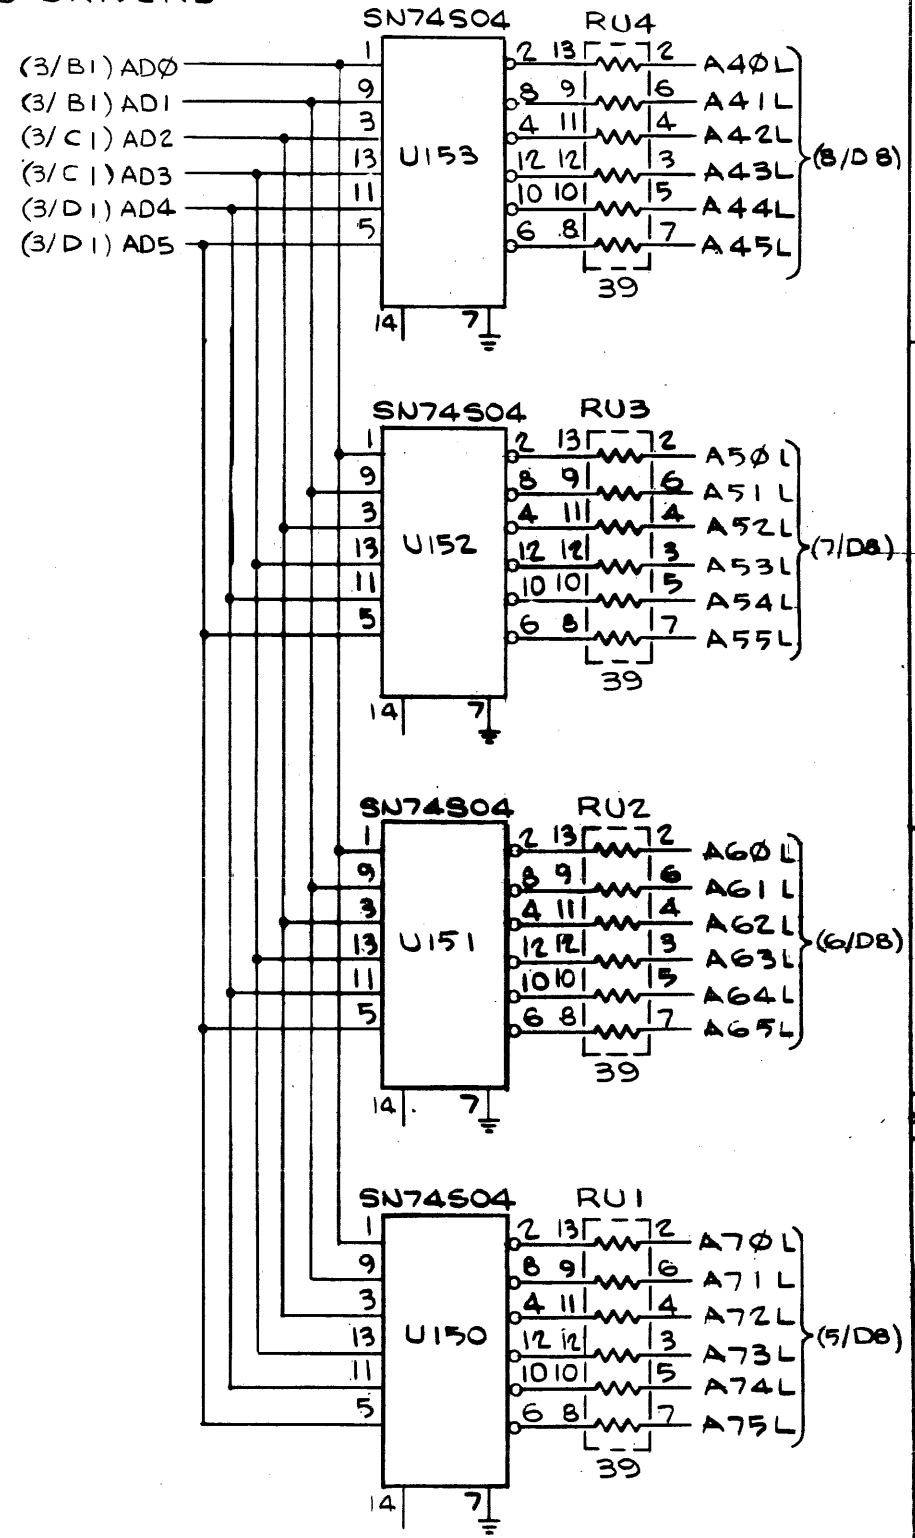 SN74S04 RU4
(3/B1) AD0 1 2 13 2 A40L
(3/B1) AD1 9 8 9 6 A41L
(3/C1) AD2 3 4 11 4 A42L
U153 (8/D8)
(3/C1) AD3 13 12 12 3 A43L
(3/D1) AD4 11 10 10 5 A44L
(3/D1) AD5 5 6 8 7 A45L
39
14 7
SN74S04 RU3
1 2 13 2 A5ØL
9 8 9 6 A51L
3 4 11 4 A52L
U152 (7/D8)
13 12 12 3 A53L
11 10 10 5 A54L
5 6 8 7 A55L
39
14 7
SN74S04 RU2
1 2 13 2 A6ØL
9 8 9 6 A61L
3 4 11 4 A62L
U151 (6/D8)
13 12 12 3 A63L
11 10 10 5 A64L
5 6 8 7 A65L
39
14 7
SN74S04 RU1
1 2 13 2 A7ØL
9 8 9 6 A71L
3 4 11 4 A72L
U150 (5/D8)
13 12 12 3 A73L
11 10 10 5 A74L
5 6 8 7 A75L
39
14 7